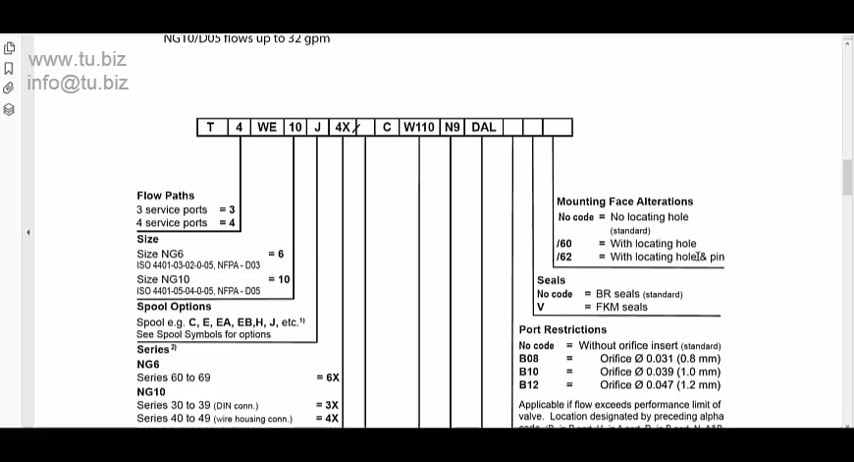 NG10/D05 flows up to 32 gpm
www.tu.biz
info@tu.biz
T 4 WE 10 J 4X/ C W110 N9 DAL
Flow Paths
3 service ports = 3
4 service ports = 4
Size
Size NG6 = 6
ISO 4401-03-02-0-05, NFPA - D03
Size NG10 = 10
ISO 4401-05-04-0-05, NFPA - D05
Spool Options
Spool e.g. C, E, EA, EB,H, J, etc.¹⁾
See Spool Symbols for options
Series²⁾
NG6
Series 60 to 69 = 6X
NG10
Series 30 to 39 (DIN conn.) = 3X
Series 40 to 49 (wire housing conn.) = 4X
Mounting Face Alterations
No code = No locating hole
(standard)
/60 = With locating hole
/62 = With locating hole & pin
Seals
No code = BR seals (standard)
V = FKM seals
Port Restrictions
No code = Without orifice insert (standard)
B08 = Orifice Ø 0.031 (0.8 mm)
B10 = Orifice Ø 0.039 (1.0 mm)
B12 = Orifice Ø 0.047 (1.2 mm)
Applicable if flow exceeds performance limit of
valve. Location designated by preceding alpha